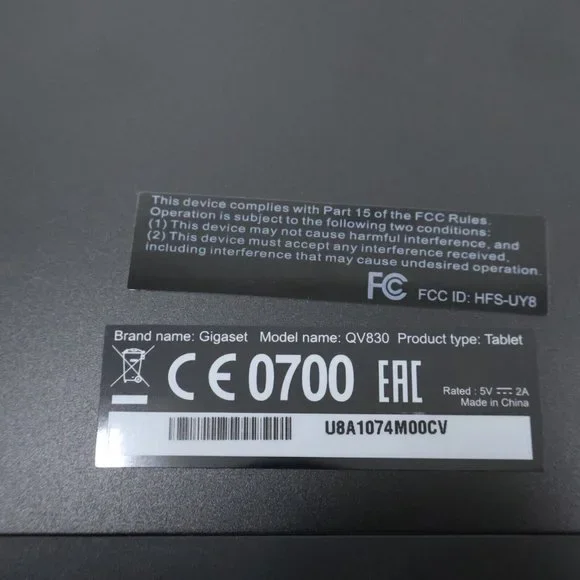 This device complies with Part 15 of the FCC Rules.
Operation is subject to the following two conditions:
(1) This device may not cause harmful interference, and
(2) This device must accept any interference received,
including interference that may cause undesired operation.
FC FCC ID: HFS-UY8
Brand name: Gigaset Model name: QV830 Product type: Tablet
CE 0700 EAC
Rated : 5V ⎓ 2A
Made in China
U8A1074M00CV